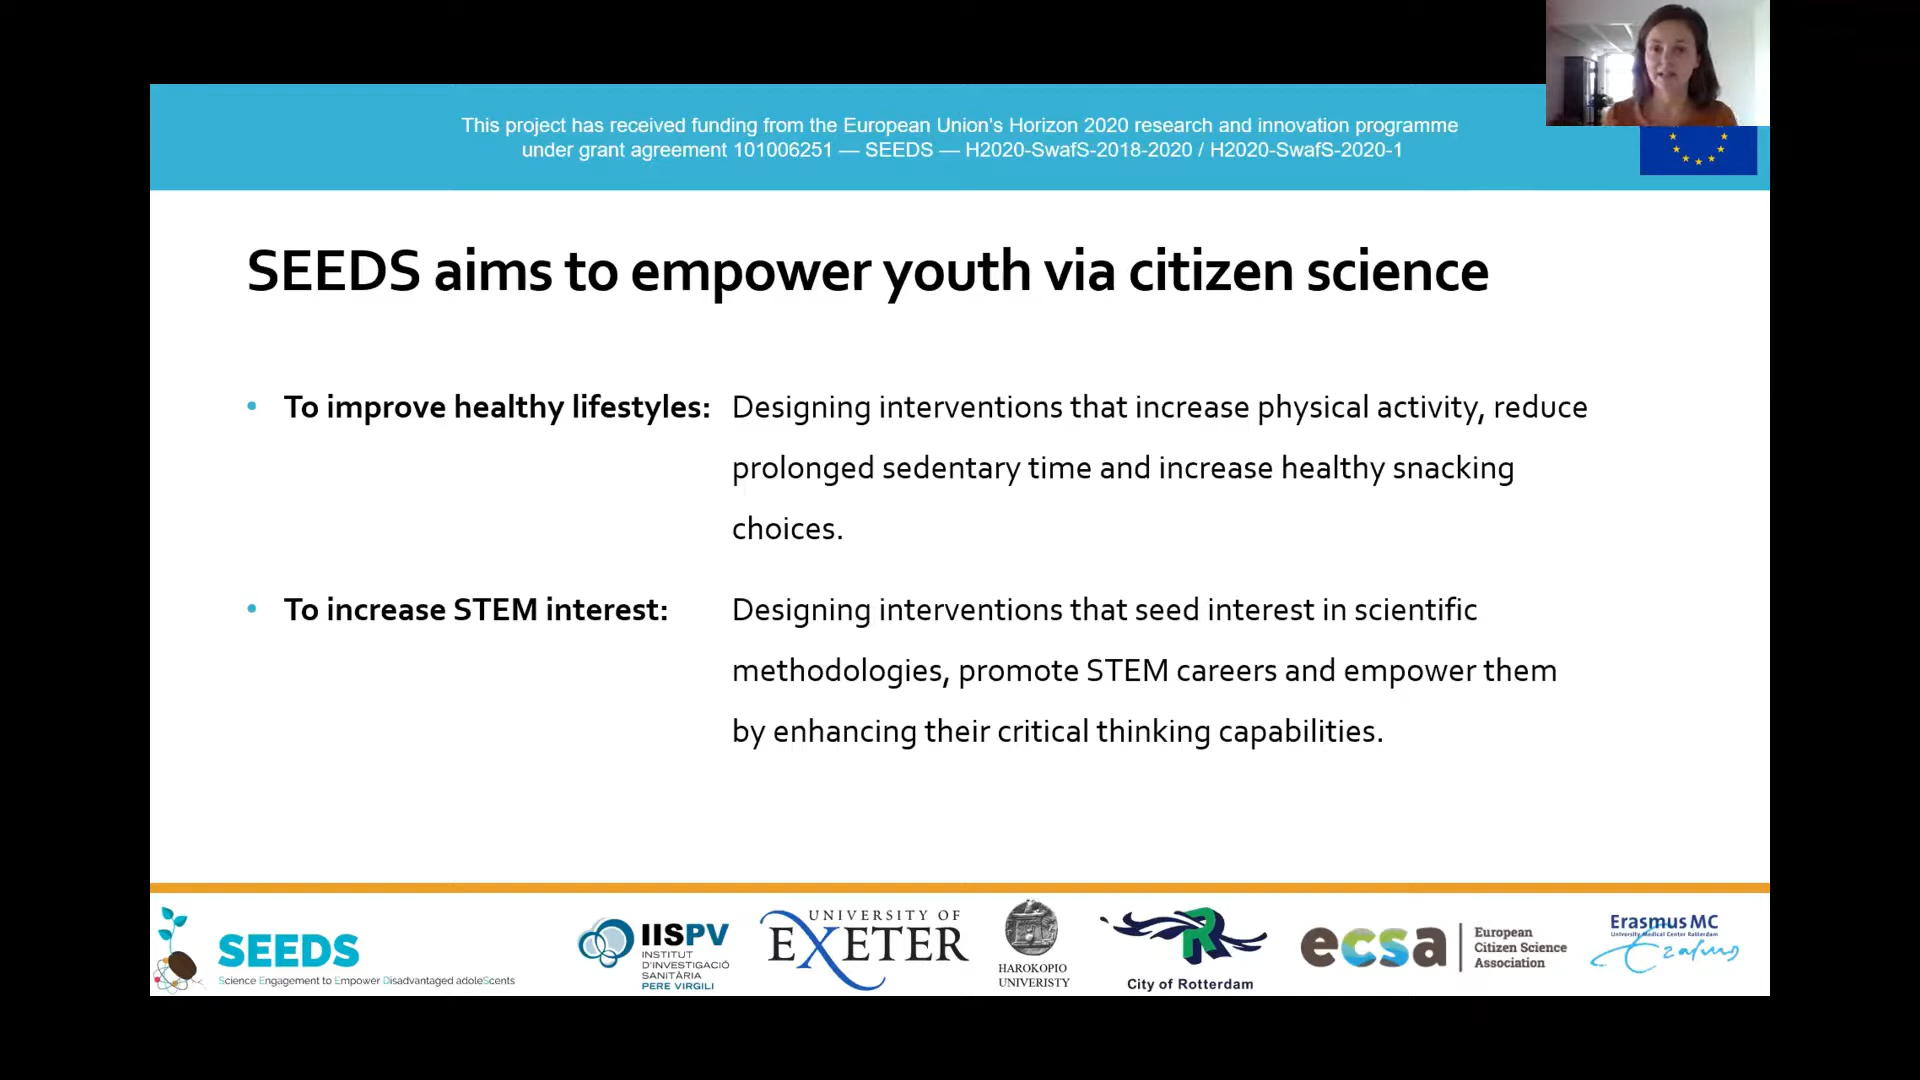 This project has received funding from the European Union's Horizon 2020 research and innovation programme
under grant agreement 101006251 — SEEDS — H2020-SwafS-2018-2020 / H2020-SwafS-2020-1
SEEDS aims to empower youth via citizen science
• To improve healthy lifestyles: Designing interventions that increase physical activity, reduce
prolonged sedentary time and increase healthy snacking
choices.
• To increase STEM interest: Designing interventions that seed interest in scientific
methodologies, promote STEM careers and empower them
by enhancing their critical thinking capabilities.
SEEDS
Science Engagement to Empower Disadvantaged adoleScents
IISPV
INSTITUT
D'INVESTIGACIÓ
SANITÀRIA
PERE VIRGILI
UNIVERSITY OF
EXETER
HAROKOPIO
UNIVERISTY
R
City of Rotterdam
ecsa
European
Citizen Science
Association
Erasmus MC
University Medical Center Rotterdam
Erasmus